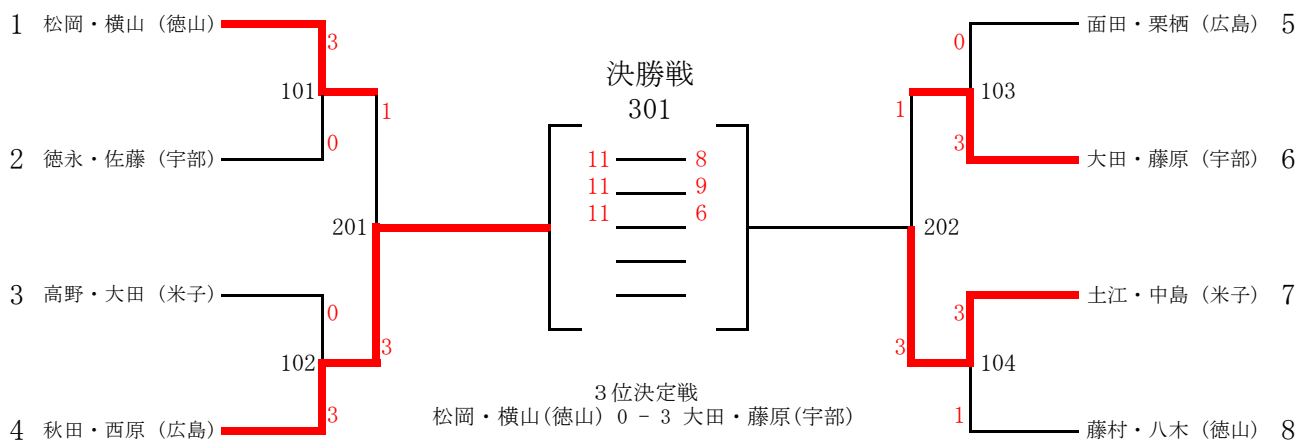 1 松岡・横山 (徳山)
3
101
1
0
2 徳永・佐藤 (宇部)
201
3 高野・大田 (米子)
0
102
3
3
4 秋田・西原 (広島)
決勝戦
301
11 8
11 9
11 6
3位決定戦
松岡・横山(徳山) 0 - 3 大田・藤原(宇部)
面田・栗栖 (広島) 5
0
103
1
3
大田・藤原 (宇部) 6
202
土江・中島 (米子) 7
3
3
104
1
藤村・八木 (徳山) 8